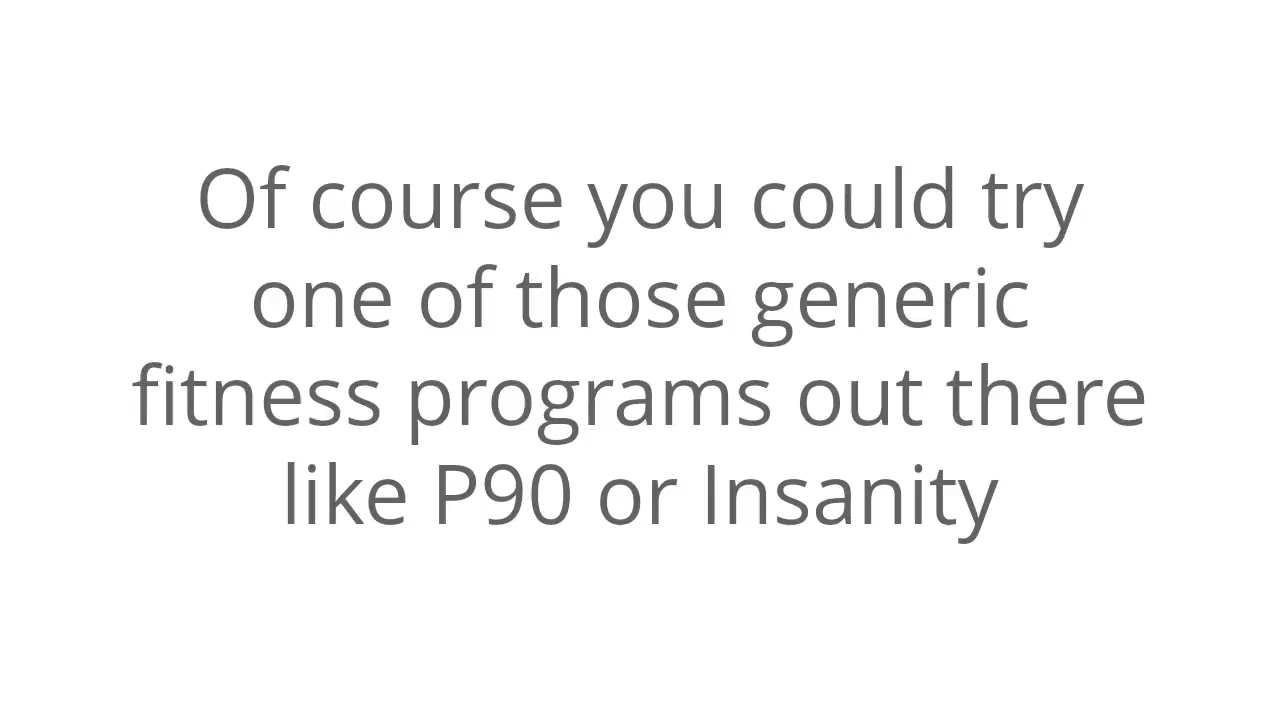 Of course you could try
one of those generic
fitness programs out there
like P90 or Insanity